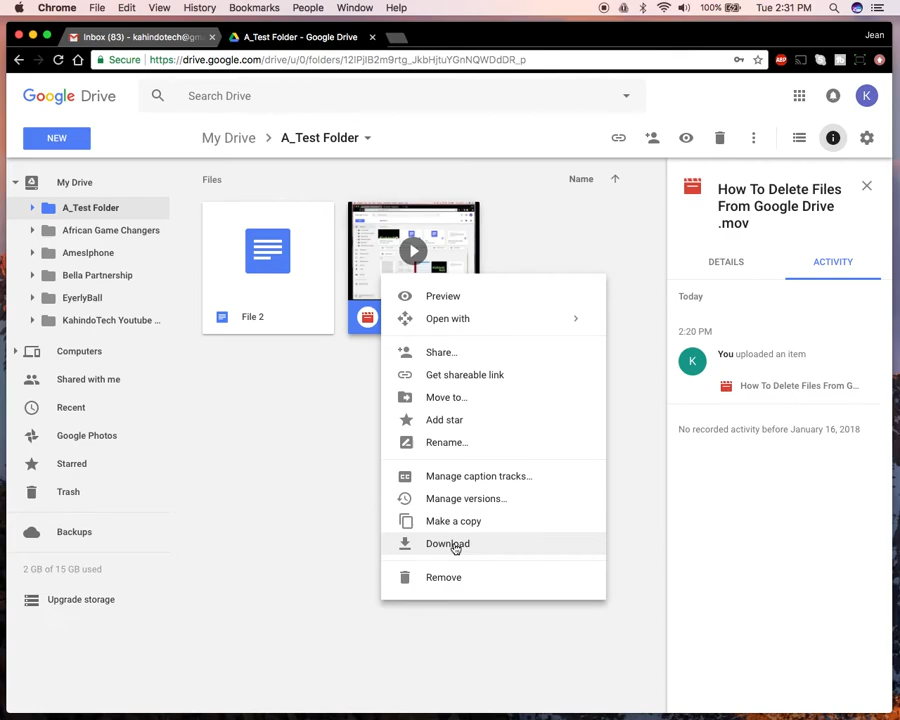 Chrome File Edit View History Bookmarks People Window Help 100% Tue 2:31 PM
Inbox (83) - kahindotech@gm
A_Test Folder - Google Drive
Jean
Secure https://drive.google.com/drive/u/0/folders/12lPjlB2m9rtg_JkbHjtuYGnNQWDdDR_p
Google Drive
Search Drive
K
NEW
My Drive > A_Test Folder
My Drive
A_Test Folder
African Game Changers
AmesIphone
Bella Partnership
EyerlyBall
KahindoTech Youtube ...
Computers
Shared with me
Recent
Google Photos
Starred
Trash
Backups
2 GB of 15 GB used
Upgrade storage
Files
Name
File 2
Preview
Open with
Share...
Get shareable link
Move to...
Add star
Rename...
CC Manage caption tracks...
Manage versions...
Make a copy
Download
Remove
How To Delete Files
From Google Drive
.mov
DETAILS
ACTIVITY
Today
2:20 PM
K
You uploaded an item
How To Delete Files From G...
No recorded activity before January 16, 2018